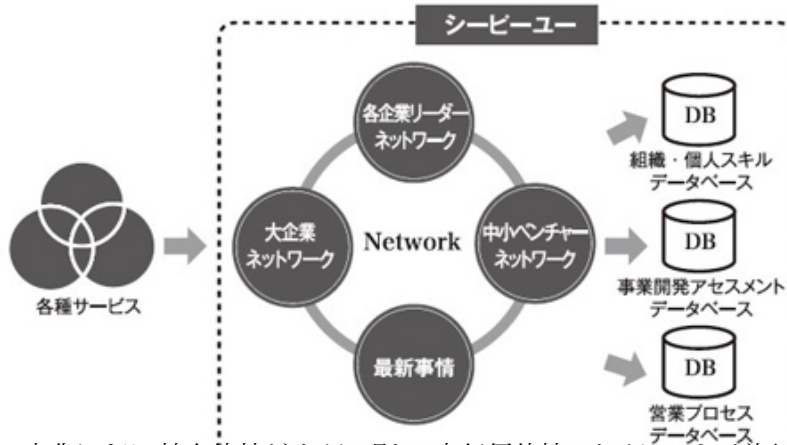 シーピーユー
各企業リーダー
ネットワーク
大企業
ネットワーク
Network
中小ベンチャー
ネットワーク
最新事情
各種サービス
DB
組織・個人スキル
データベース
DB
事業開発アセスメント
データベース
DB
営業プロセス
データベース